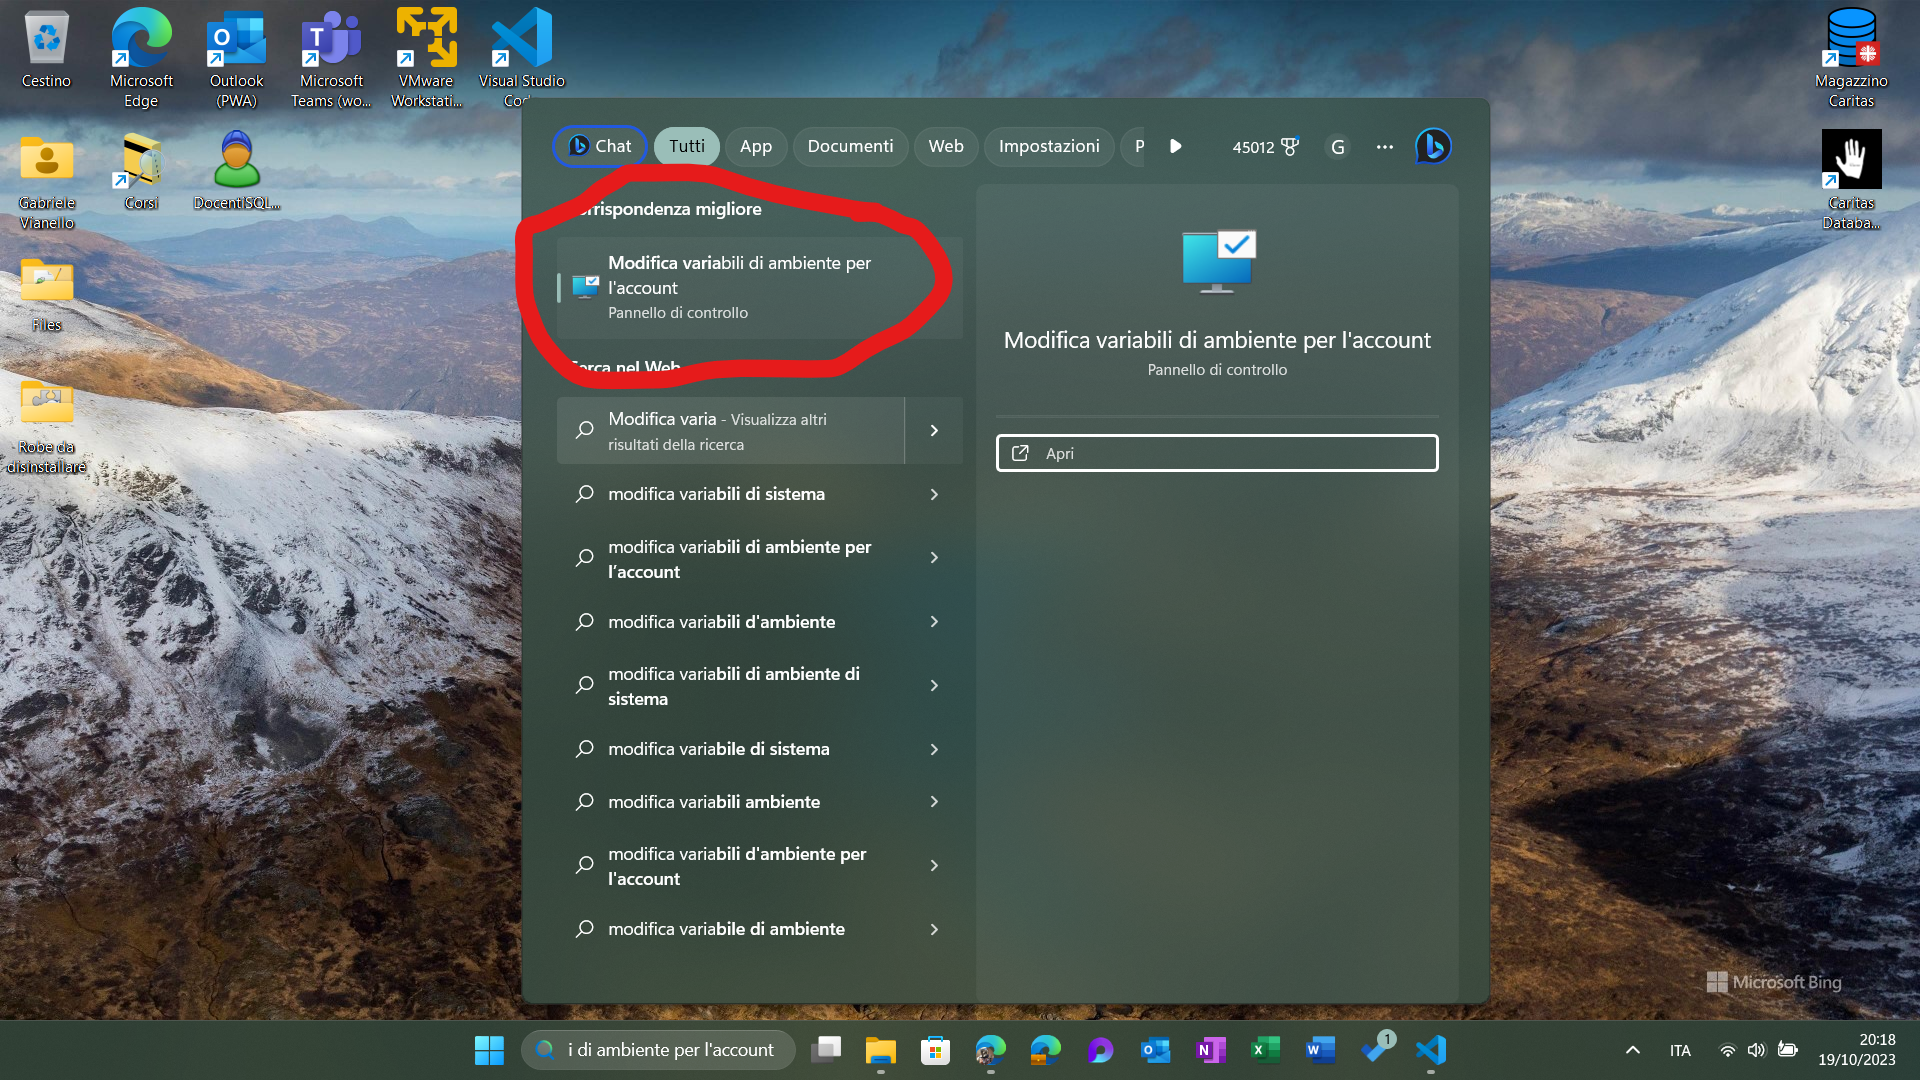 Cestino
Microsoft
Edge
Outlook
(PWA)
Microsoft
Teams (wo...
VMware
Workstati...
Visual Studio
Gabriele
Vianello
Corsi
DocentiSQL...
Files
Robe da
disinstallare
Magazzino
Caritas
Caritas
Databa...
Chat
Tutti
App
Documenti
Web
Impostazioni
P
45012
G
rrispondenza migliore
Modifica variabili di ambiente per
l'account
Pannello di controllo
erca nel Web
Modifica varia - Visualizza altri
risultati della ricerca
modifica variabili di sistema
modifica variabili di ambiente per
l’account
modifica variabili d'ambiente
modifica variabili di ambiente di
sistema
modifica variabile di sistema
modifica variabili ambiente
modifica variabili d'ambiente per
l'account
modifica variabile di ambiente
Modifica variabili di ambiente per l'account
Pannello di controllo
Apri
Microsoft Bing
i di ambiente per l'account
1
ITA
20:18
19/10/2023